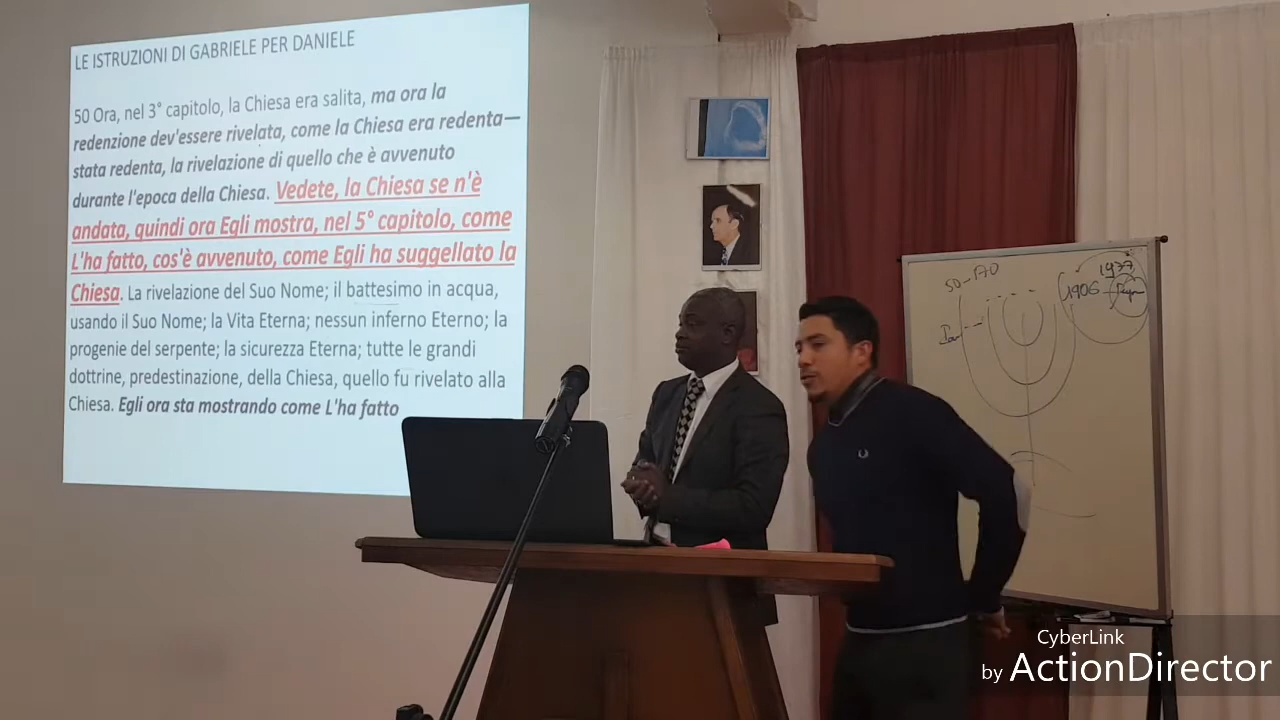 LE ISTRUZIONI DI GABRIELE PER DANIELE
50 Ora, nel 3° capitolo, la Chiesa era salita, ma ora la
redenzione dev'essere rivelata, come la Chiesa era redenta—
stata redenta, la rivelazione di quello che è avvenuto
durante l'epoca della Chiesa. Vedete, la Chiesa se n'è
andata, quindi ora Egli mostra, nel 5° capitolo, come
L'ha fatto, cos'è avvenuto, come Egli ha suggellato la
Chiesa. La rivelazione del Suo Nome; il battesimo in acqua,
usando il Suo Nome; la Vita Eterna; nessun inferno Eterno; la
progenie del serpente; la sicurezza Eterna; tutte le grandi
dottrine, predestinazione, della Chiesa, quello fu rivelato alla
Chiesa. Egli ora sta mostrando come L'ha fatto
50-170
1977
1906
CyberLink
by ActionDirector